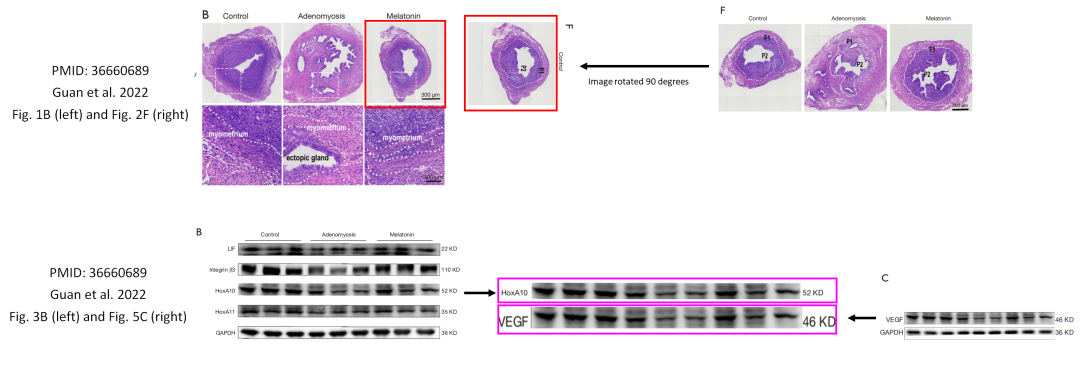 B
Control Adenomyosis Melatonin
300 μm
myometrium myometrium myometrium
ectopic gland
PMID: 36660689
Guan et al. 2022
Fig. 1B (left) and Fig. 2F (right)
F
Control
P1
P2
Image rotated 90 degrees
F
Control Adenomyosis Melatonin
P1 P1 P1
P2 P2 P2
PMID: 36660689
Guan et al. 2022
Fig. 3B (left) and Fig. 5C (right)
B
Control Adenomyosis Melatonin
LIF 22 KD
Integrin β3 110 KD
HoxA10 52 KD
HoxA11 35 KD
GAPDH 36 KD
HoxA10 52 KD
VEGF 46 KD
C
VEGF 46 KD
GAPDH 36 KD